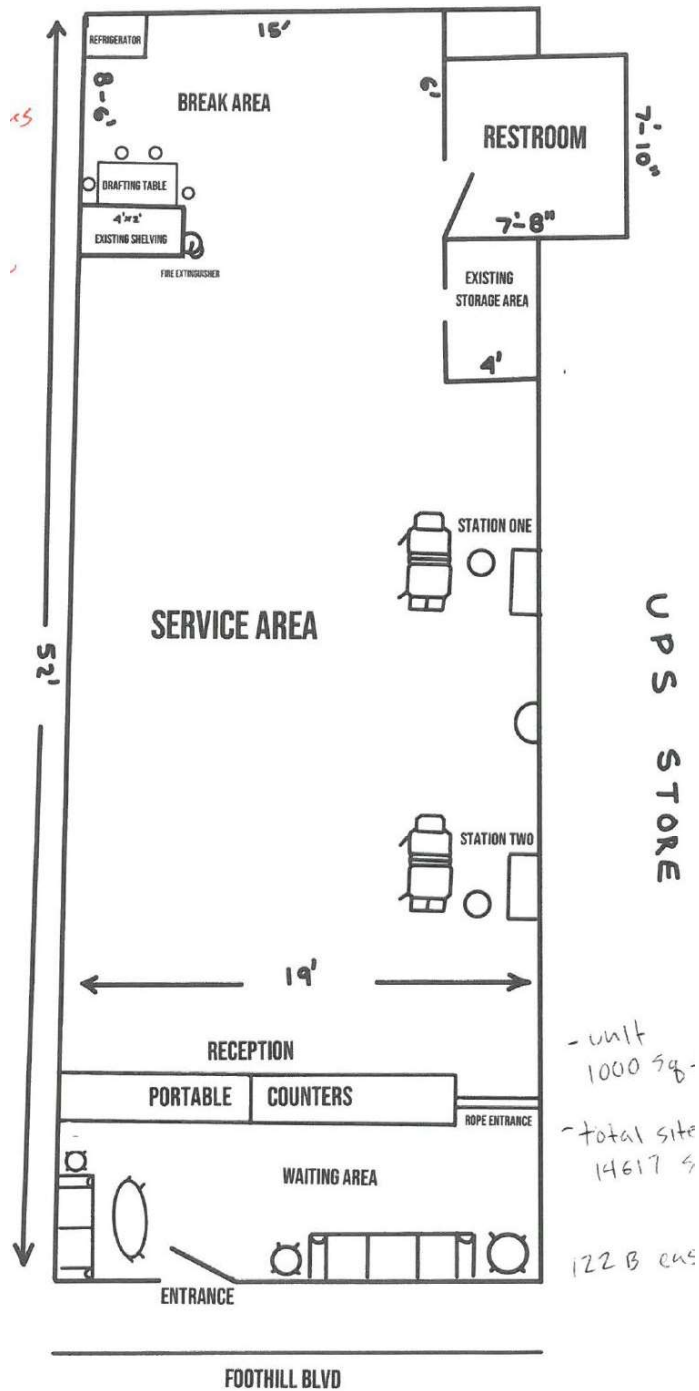 REFRIGERATOR
15'
8-6'
BREAK AREA
6'
RESTROOM
7'-10"
DRAFTING TABLE
4'x2'
EXISTING SHELVING
FIRE EXTINGUISHER
7'-8"
EXISTING
STORAGE AREA
4'
STATION ONE
SERVICE AREA
52'
UPS STORE
STATION TWO
19'
RECEPTION
PORTABLE COUNTERS
ROPE ENTRANCE
- unit
1000 sq
- total site
14617
WAITING AREA
122 B
ENTRANCE
FOOTHILL BLVD